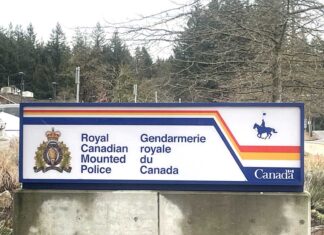 Royal
Canadian
Mounted
Police
Gendarmerie
royale
du
Canada
Canada